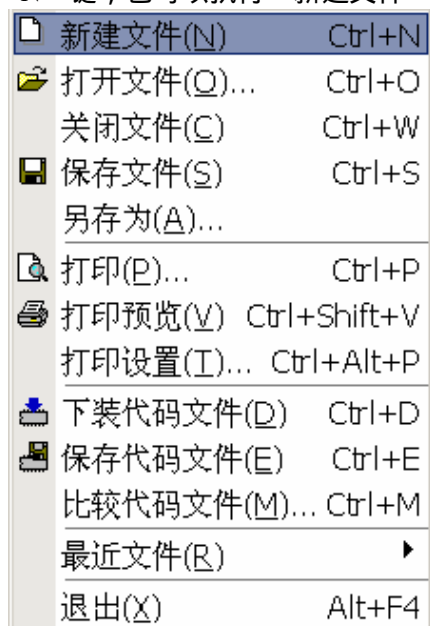 新建文件(N) Ctrl+N
打开文件(O)... Ctrl+O
关闭文件(C) Ctrl+W
保存文件(S) Ctrl+S
另存为(A)...
打印(P)... Ctrl+P
打印预览(V) Ctrl+Shift+V
打印设置(T)... Ctrl+Alt+P
下装代码文件(D) Ctrl+D
保存代码文件(E) Ctrl+E
比较代码文件(M)... Ctrl+M
最近文件(R)
退出(X) Alt+F4